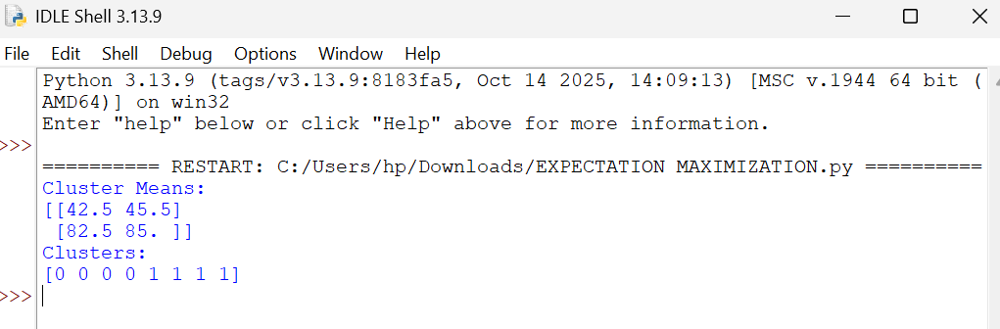 IDLE Shell 3.13.9
File Edit Shell Debug Options Window Help
Python 3.13.9 (tags/v3.13.9:8183fa5, Oct 14 2025, 14:09:13) [MSC v.1944 64 bit (
AMD64)] on win32
Enter "help" below or click "Help" above for more information.
>>>
========== RESTART: C:/Users/hp/Downloads/EXPECTATION MAXIMIZATION.py ==========
Cluster Means:
[[42.5 45.5]
 [82.5 85. ]]
Clusters:
[0 0 0 0 1 1 1 1]
>>>